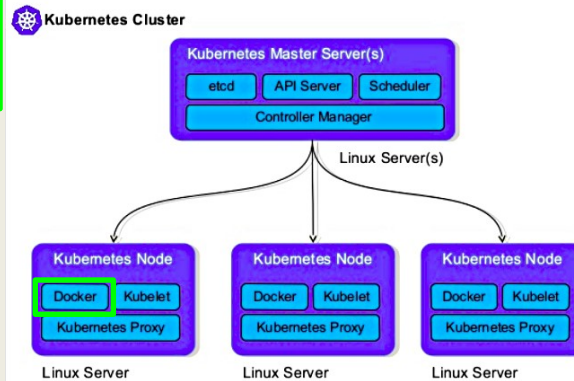 Kubernetes Cluster
Kubernetes Master Server(s)
etcd API Server Scheduler
Controller Manager
Linux Server(s)
Kubernetes Node Kubernetes Node Kubernetes Node
Docker Kubelet Docker Kubelet Docker Kubelet
Kubernetes Proxy Kubernetes Proxy Kubernetes Proxy
Linux Server Linux Server Linux Server